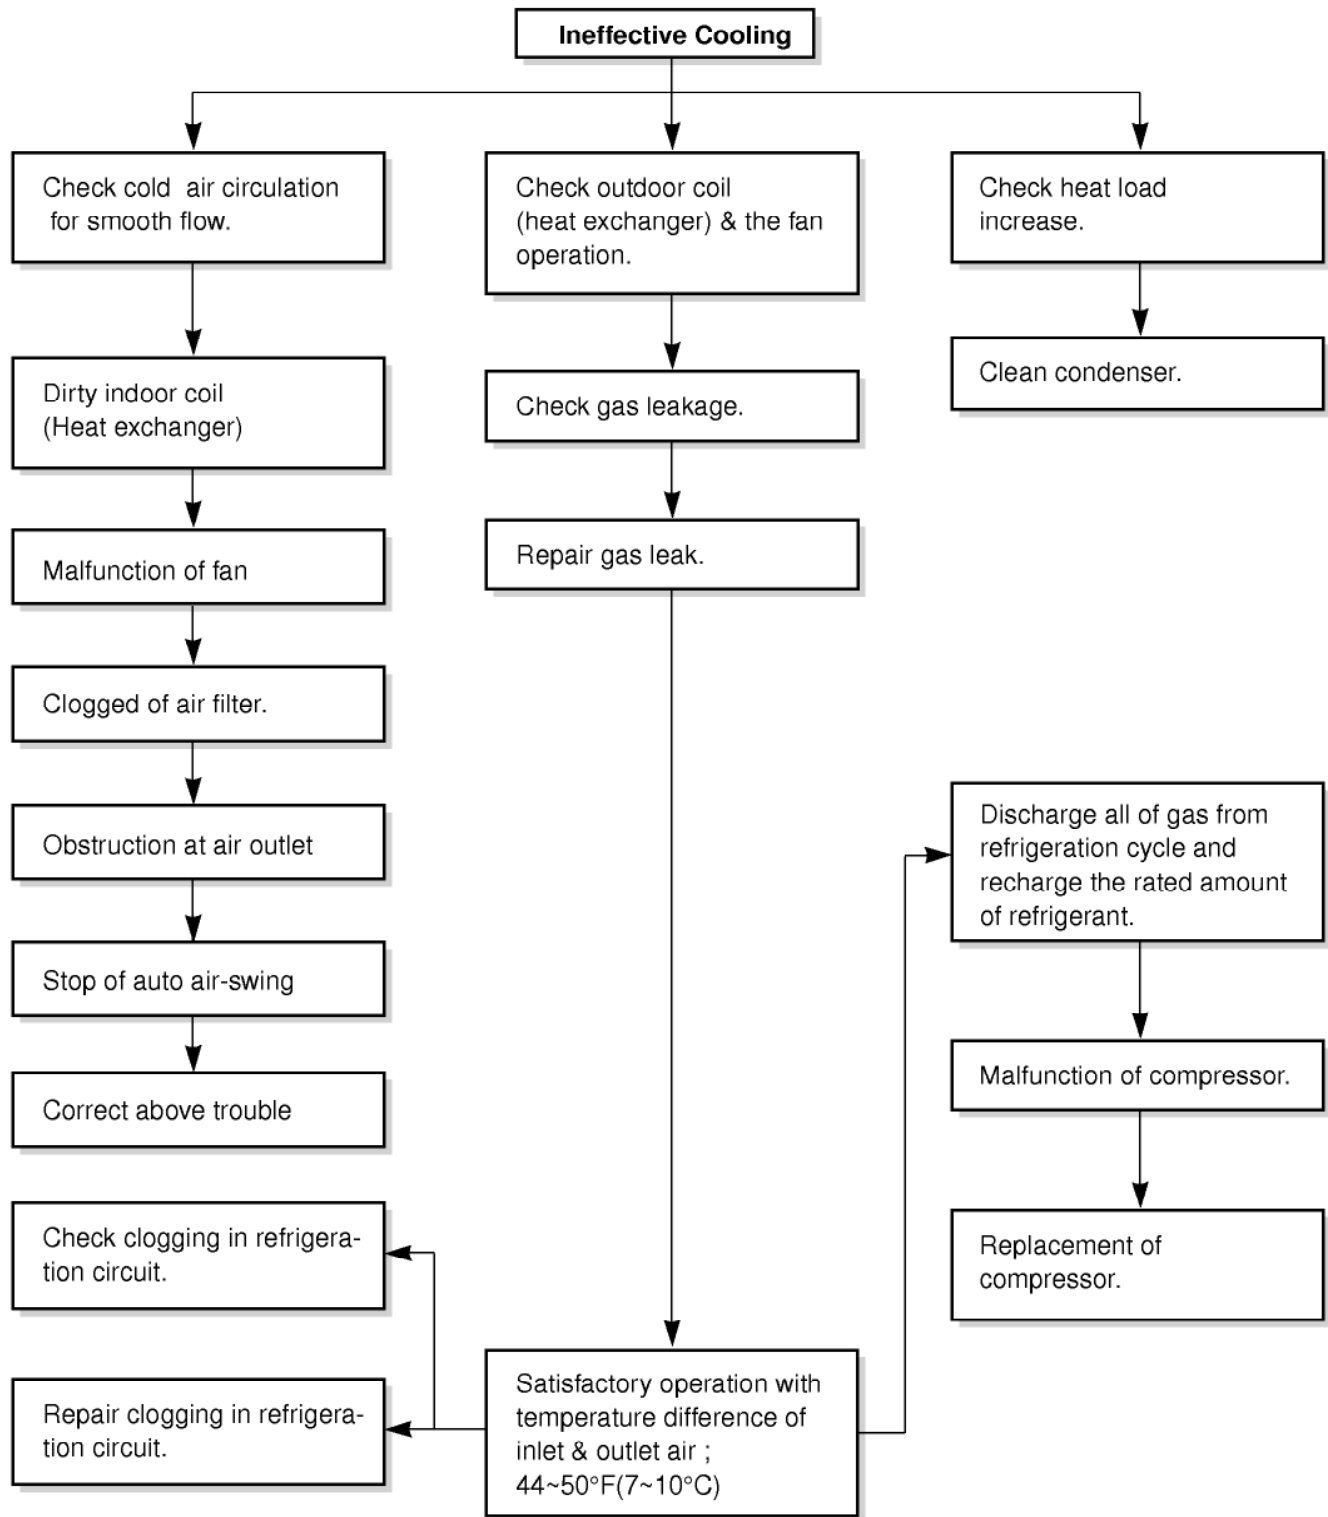 Ineffective Cooling
Check cold air circulation
for smooth flow.
Dirty indoor coil
(Heat exchanger)
Malfunction of fan
Clogged of air filter.
Obstruction at air outlet
Stop of auto air-swing
Correct above trouble
Check clogging in refrigera-
tion circuit.
Repair clogging in refrigera-
tion circuit.
Check outdoor coil
(heat exchanger) & the fan
operation.
Check gas leakage.
Repair gas leak.
Satisfactory operation with
temperature difference of
inlet & outlet air ;
44~50°F(7~10°C)
Check heat load
increase.
Clean condenser.
Discharge all of gas from
refrigeration cycle and
recharge the rated amount
of refrigerant.
Malfunction of compressor.
Replacement of
compressor.